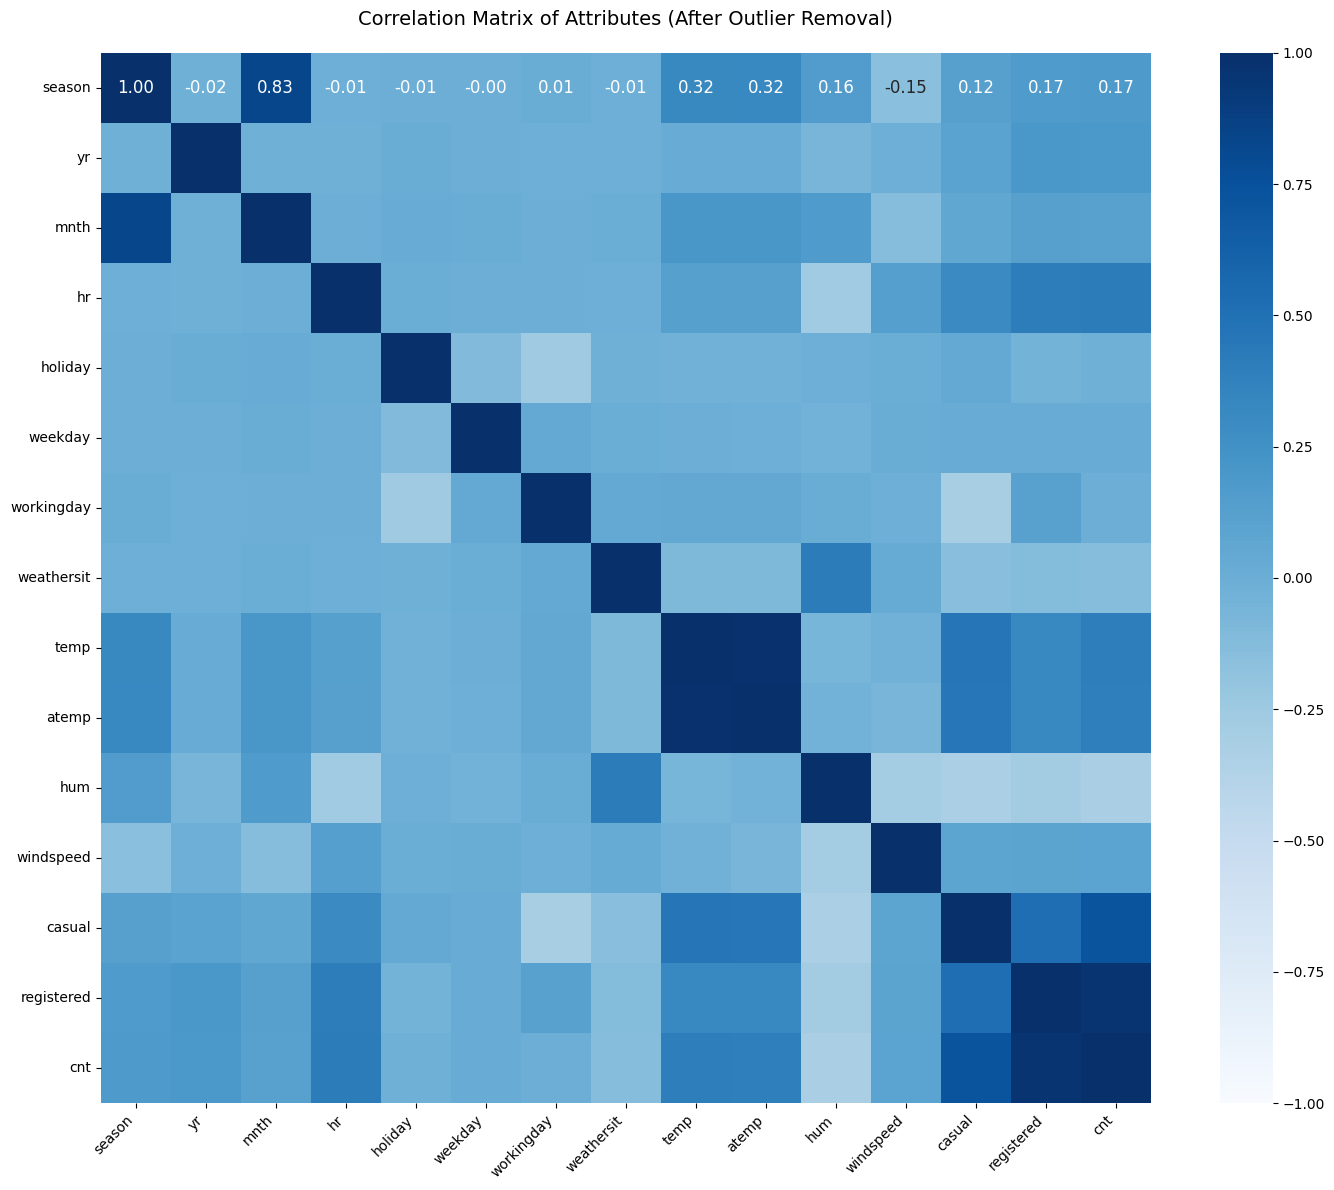 Correlation Matrix of Attributes (After Outlier Removal)
season 1.00 -0.02 0.83 -0.01 -0.01 -0.00 0.01 -0.01 0.32 0.32 0.16 -0.15 0.12 0.17 0.17
yr
mnth
hr
holiday
weekday
workingday
weathersit
temp
atemp
hum
windspeed
casual
registered
cnt
season yr mnth hr holiday weekday workingday weathersit temp atemp hum windspeed casual registered cnt
1.00
0.75
0.50
0.25
0.00
−0.25
−0.50
−0.75
−1.00